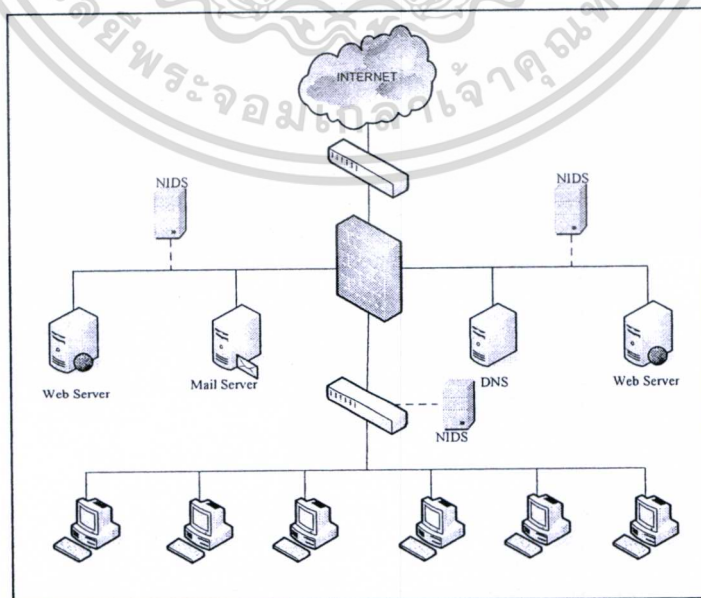 INTERNET
NIDS
NIDS
Web Server
Mail Server
DNS
Web Server
NIDS